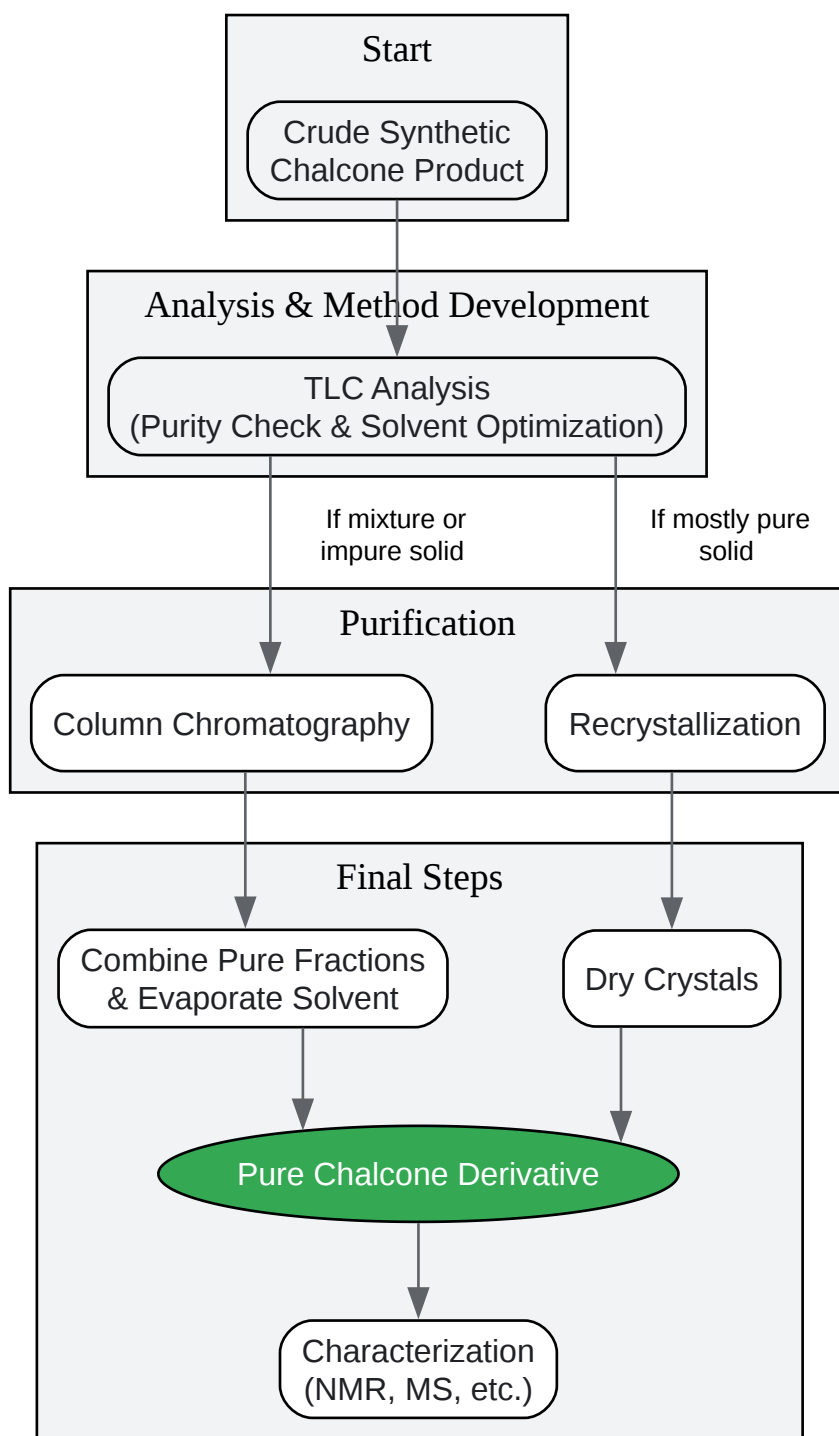 Start
Crude Synthetic
Chalcone Product
Analysis & Method Development
TLC Analysis
(Purity Check & Solvent Optimization)
If mixture or
impure solid
If mostly pure
solid
Purification
Column Chromatography
Recrystallization
Final Steps
Combine Pure Fractions
& Evaporate Solvent
Dry Crystals
Pure Chalcone Derivative
Characterization
(NMR, MS, etc.)